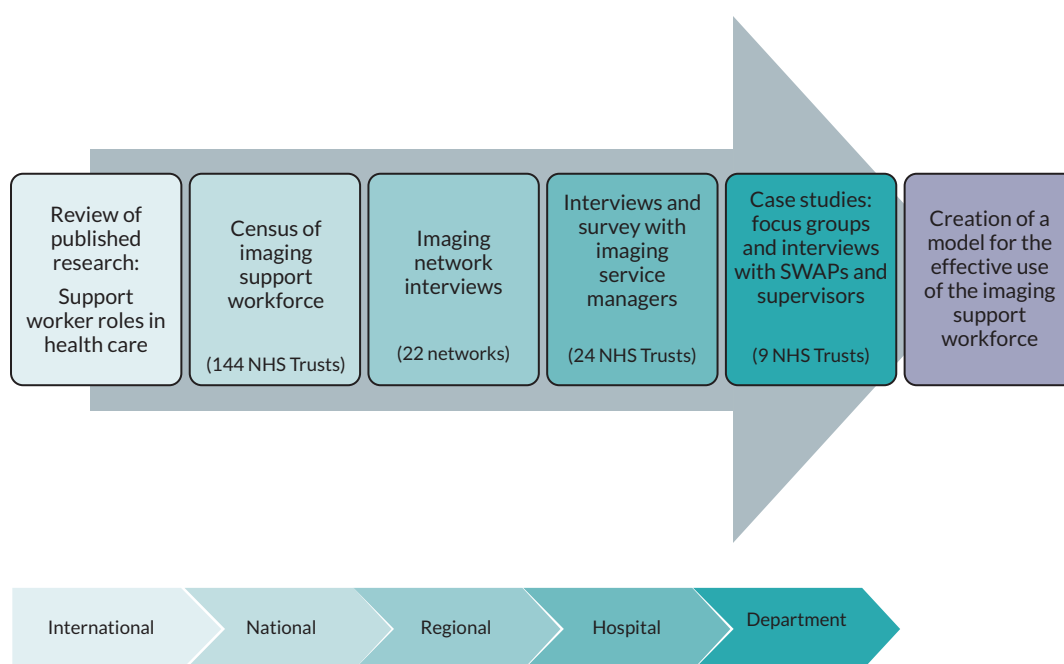 Review of
published
research:
Support
worker roles in
health care
Census of
imaging
support
workforce
(144 NHS Trusts)
Imaging
network
interviews
(22 networks)
Interviews and
survey with
imaging
service
managers
(24 NHS Trusts)
Case studies:
focus groups
and interviews
with SWAPs and
supervisors
(9 NHS Trusts)
Creation of a
model for the
effective use
of the imaging
support
workforce
International
National
Regional
Hospital
Department